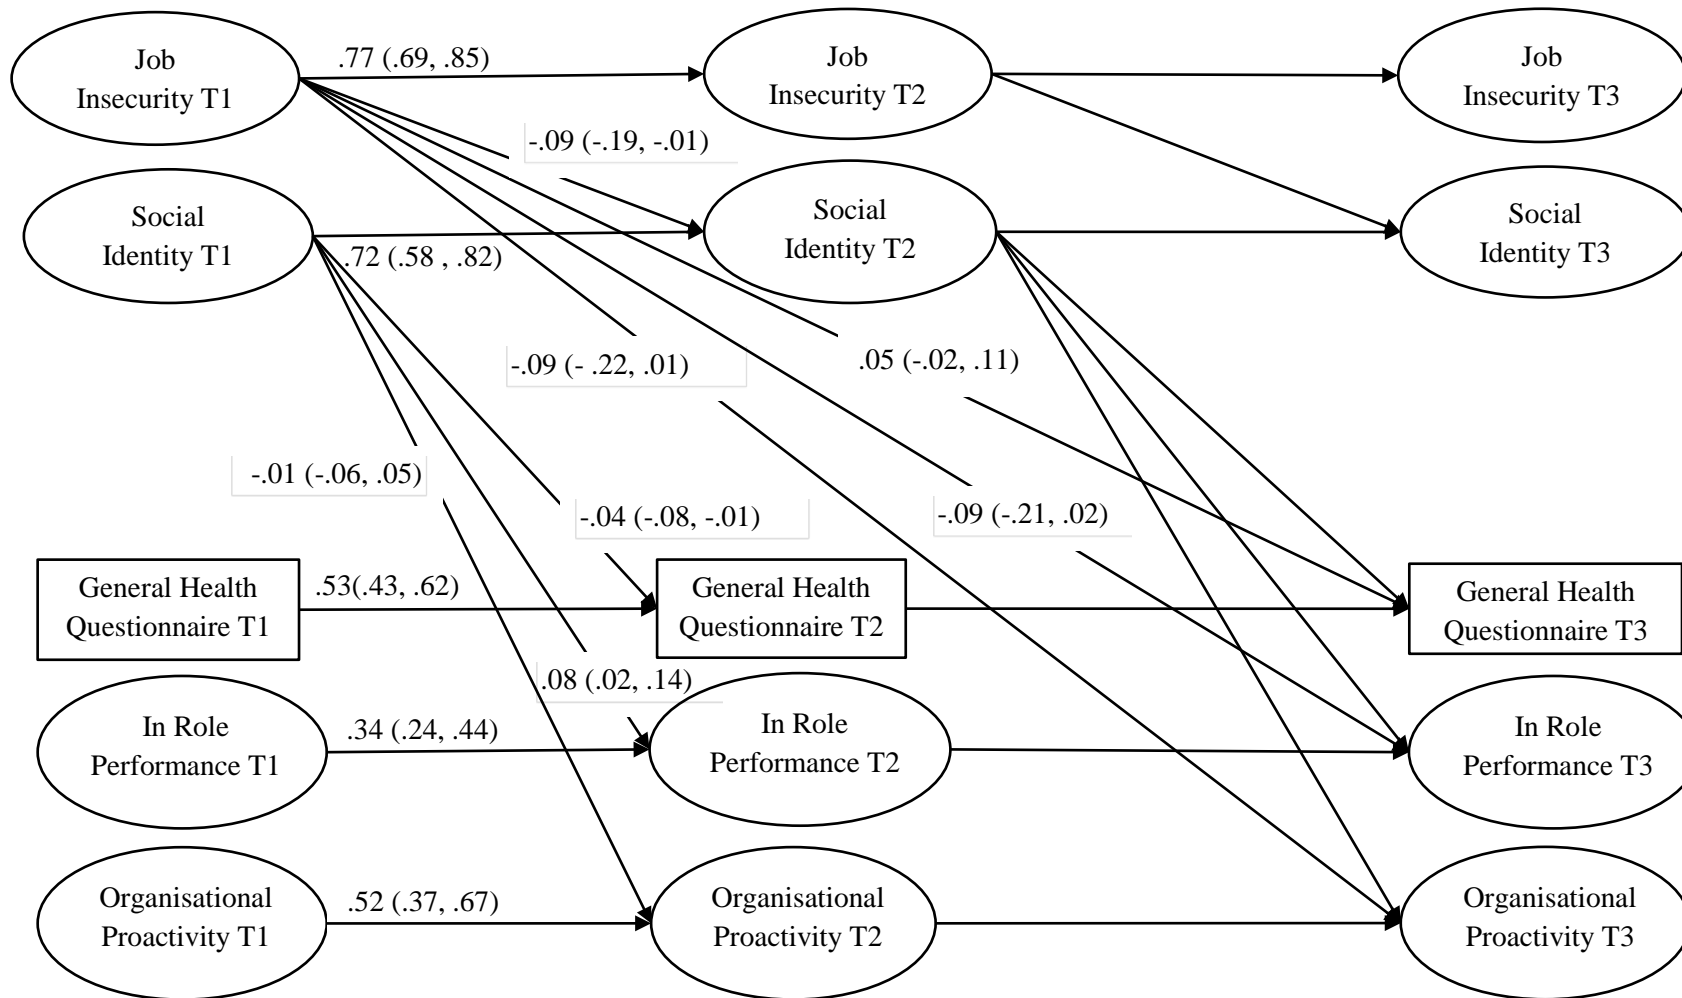 Job
Insecurity T1
.77 (.69, .85)
Job
Insecurity T2
Job
Insecurity T3
-.09 (-.19, -.01)
Social
Identity T1
.72 (.58 , .82)
Social
Identity T2
Social
Identity T3
-.09 (- .22, .01)
.05 (-.02, .11)
-.01 (-.06, .05)
-.04 (-.08, -.01)
-.09 (-.21, .02)
General Health
Questionnaire T1
.53(.43, .62)
General Health
Questionnaire T2
General Health
Questionnaire T3
.08 (.02, .14)
In Role
Performance T1
.34 (.24, .44)
In Role
Performance T2
In Role
Performance T3
Organisational
Proactivity T1
.52 (.37, .67)
Organisational
Proactivity T2
Organisational
Proactivity T3